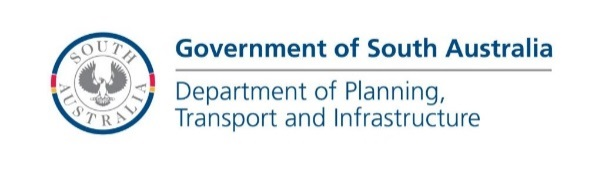 SOUTH
AUSTRALIA
Government of South Australia
Department of Planning,
Transport and Infrastructure